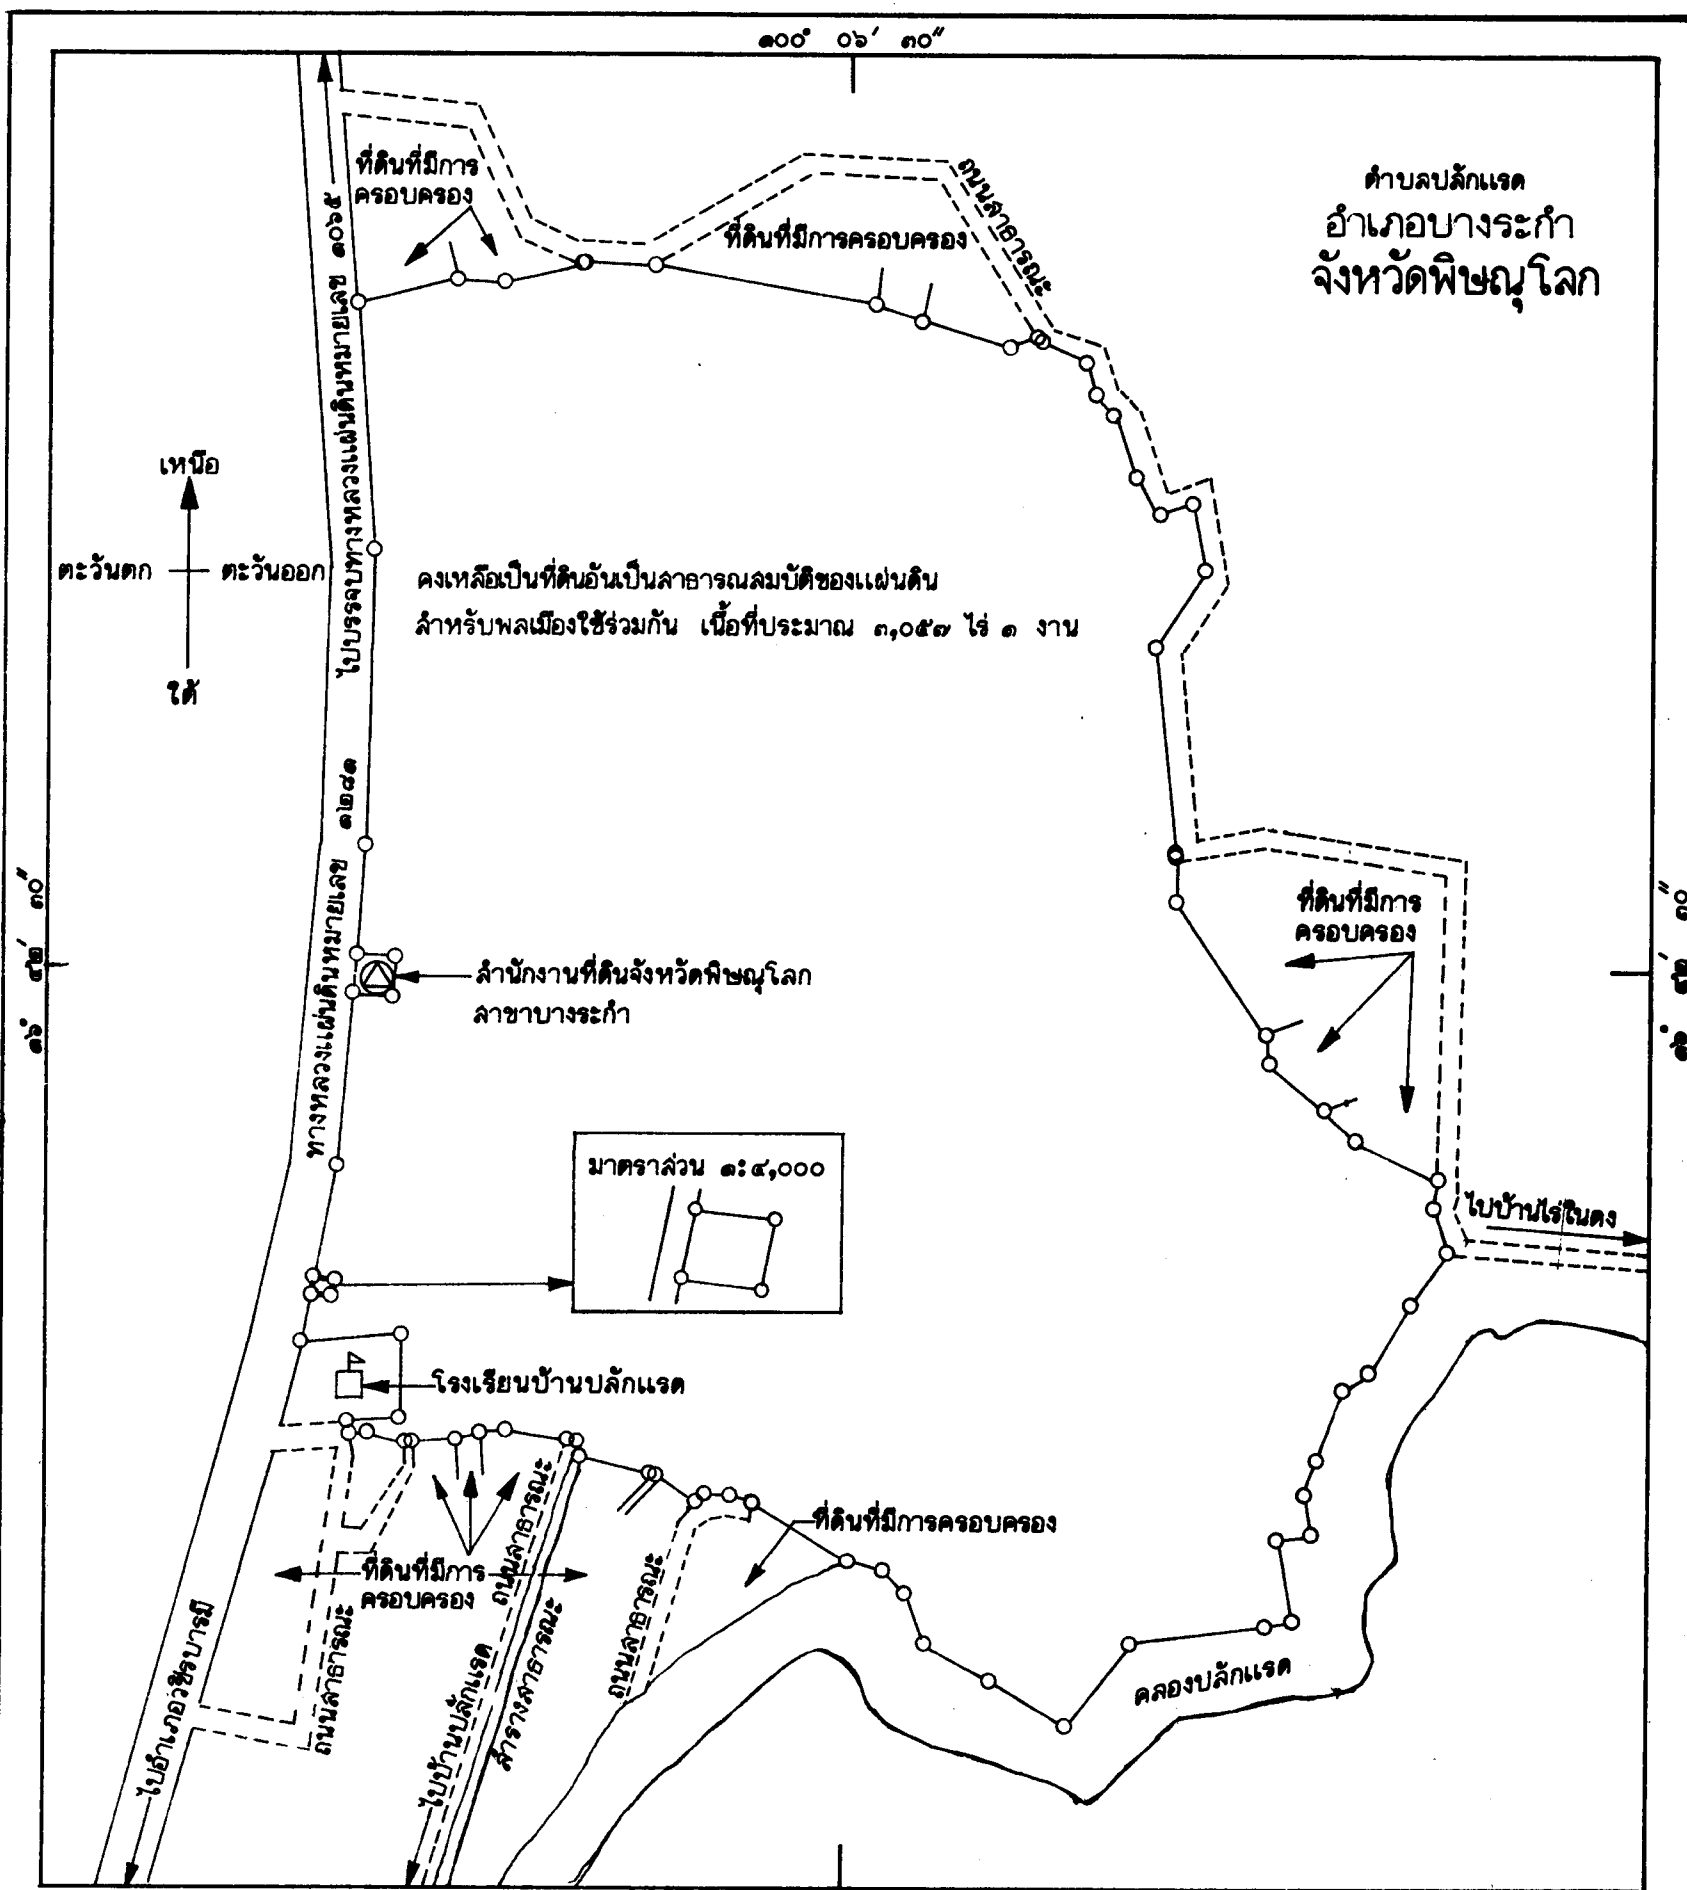 ๑๐๐° ๐๖′ ๓๐″
ตำบลปลักแรด
อำเภอบางระกำ
จังหวัดพิษณุโลก
ที่ดินที่มีการ
ครอบครอง
ที่ดินที่มีการครอบครอง
ถนนสาธารณะ
เหนือ
ตะวันตก
ตะวันออก
ใต้
ไปบรรจบทางหลวงแผ่นดินหมายเลข ๑๐๖๕
ทางหลวงแผ่นดินหมายเลข ๑๒๘๑
คงเหลือเป็นที่ดินอันเป็นสาธารณสมบัติของแผ่นดิน
สำหรับพลเมืองใช้ร่วมกัน เนื้อที่ประมาณ ๓,๐๕๗ ไร่ ๑ งาน
๑๖° ๔๒′ ๓๐″
๑๖° ๔๒′ ๓๐″
ที่ดินที่มีการ
ครอบครอง
สำนักงานที่ดินจังหวัดพิษณุโลก
สาขาบางระกำ
มาตราส่วน ๑:๔,๐๐๐
ไปบ้านไร่ในดง
โรงเรียนบ้านปลักแรด
ที่ดินที่มีการครอบครอง
ที่ดินที่มีการ
ครอบครอง
ถนนสาธารณะ
ถนนสาธารณะ
ถนนสาธารณะ
ลำรางสาธารณะ
ไปบ้านปลักแรด
ไปอำเภอวชิรบารมี
คลองปลักแรด